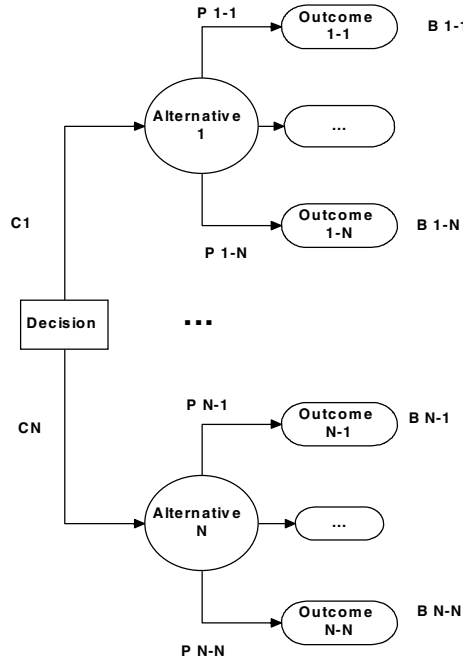 P 1-1
Outcome
1-1
B 1-1
Alternative
1
...
C1
Outcome
1-N
B 1-N
P 1-N
Decision
...
P N-1
Outcome
N-1
B N-1
CN
Alternative
N
...
Outcome
N-N
B N-N
P N-N